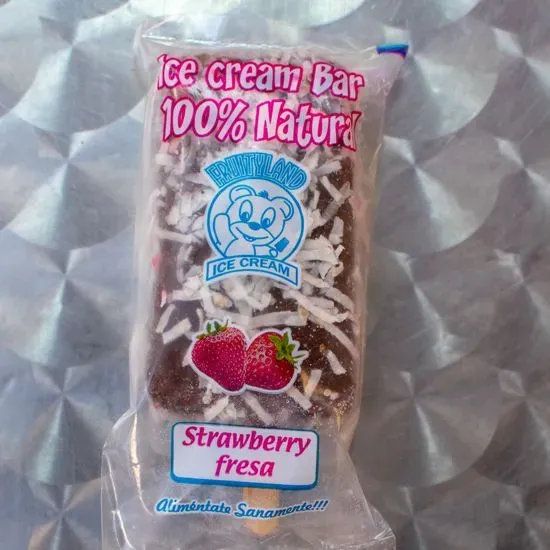 Ice cream Bar
100% Natural
FRUITYLAND
ICE CREAM
Strawberry
fresa
Aliméntate Sanamente!!!